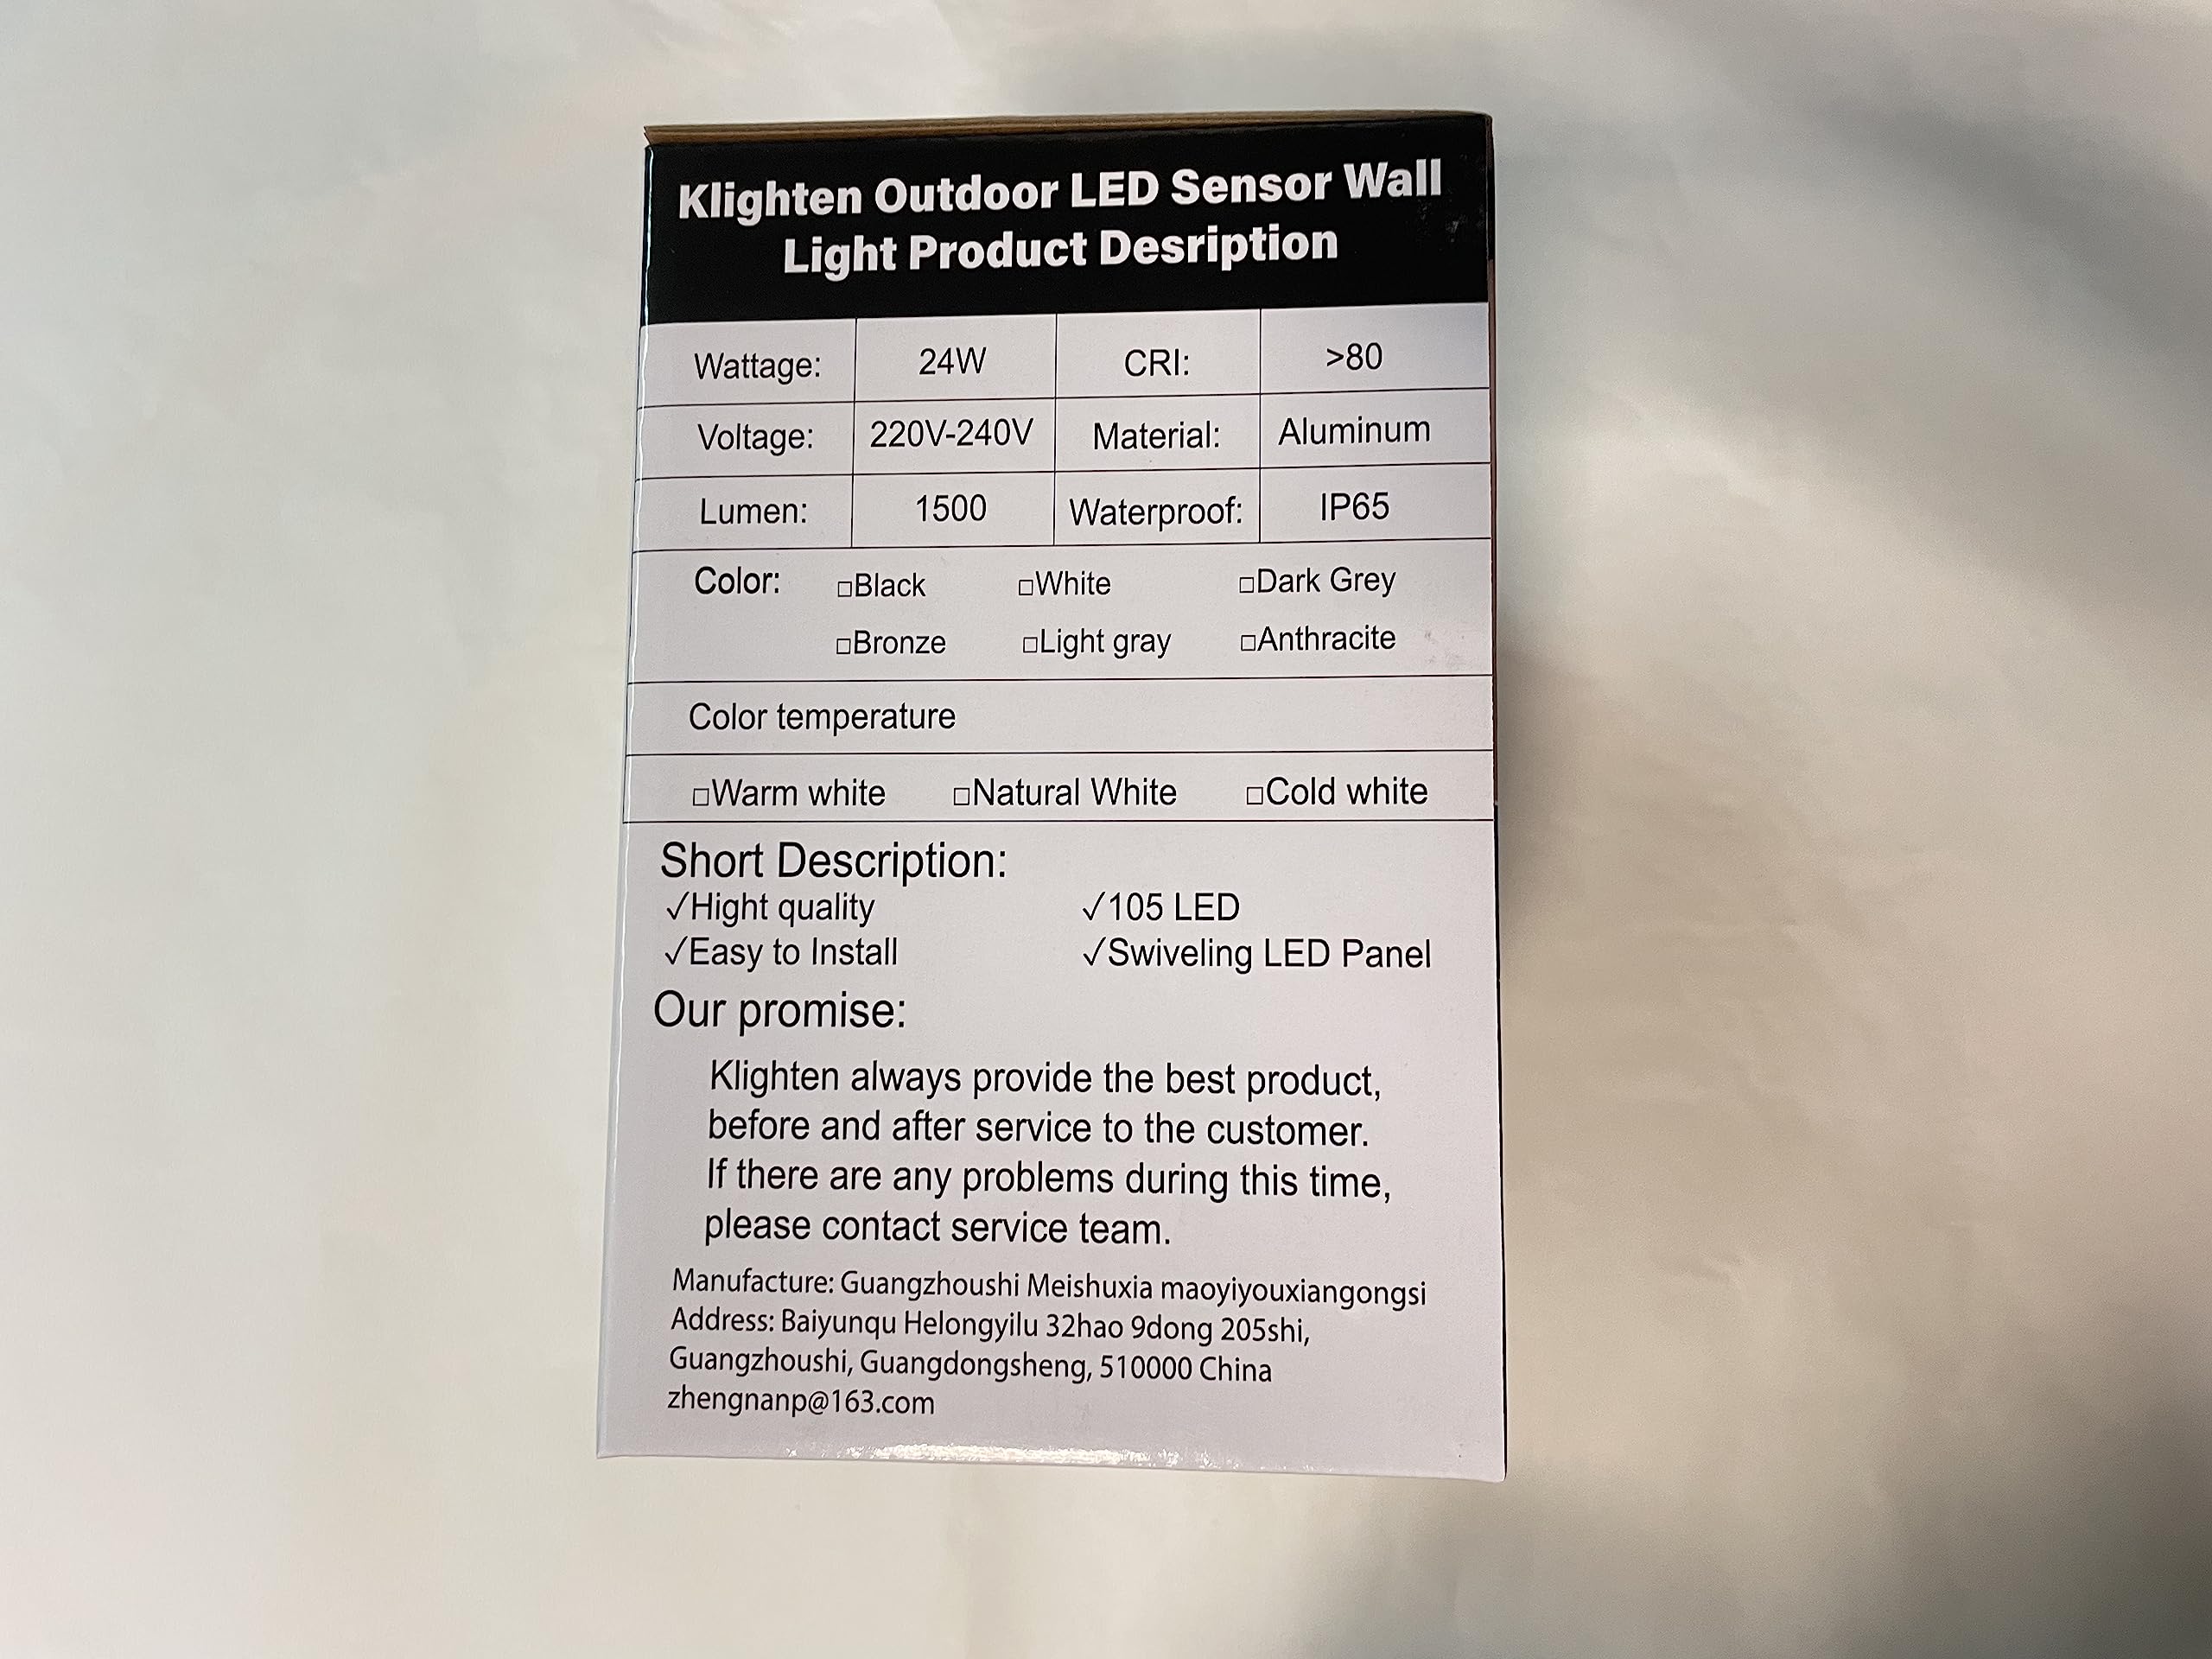 Klighten Outdoor LED Sensor Wall
Light Product Desription
Wattage: 24W CRI: >80
Voltage: 220V-240V Material: Aluminum
Lumen: 1500 Waterproof: IP65
Color: □Black □White □Dark Grey
□Bronze □Light gray □Anthracite
Color temperature
□Warm white □Natural White □Cold white
Short Description:
✓Hight quality ✓105 LED
✓Easy to Install ✓Swiveling LED Panel
Our promise:
Klighten always provide the best product,
before and after service to the customer.
If there are any problems during this time,
please contact service team.
Manufacture: Guangzhoushi Meishuxia maoyiyouxiangongsi
Address: Baiyunqu Helongyilu 32hao 9dong 205shi,
Guangzhoushi, Guangdongsheng, 510000 China
zhengnanp@163.com